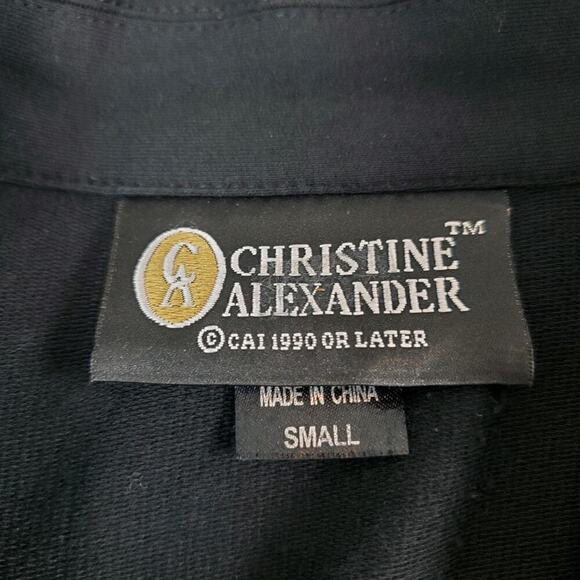 CA
CHRISTINE™
ALEXANDER
©CAI 1990 OR LATER
MADE IN CHINA
SMALL